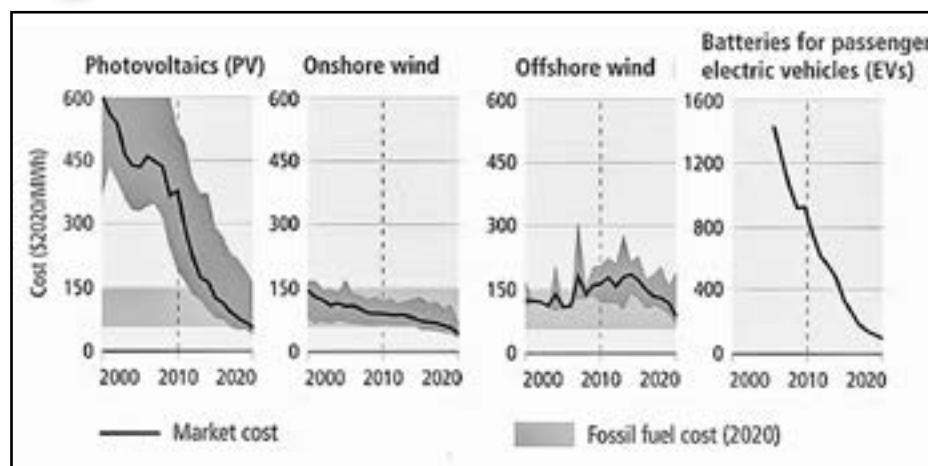 Photovoltaics (PV)
Onshore wind
Offshore wind
Batteries for passenger
electric vehicles (EVs)
Cost ($2020/MWh)
600
450
300
150
0
2000 2010 2020
600
450
300
150
0
2000 2010 2020
600
450
300
150
0
2000 2010 2020
1600
1200
800
400
0
2000 2010 2020
Market cost
Fossil fuel cost (2020)